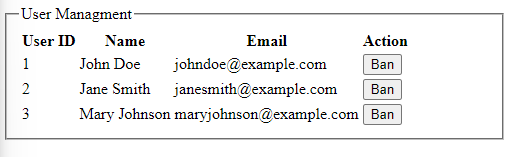 User Managment
User ID Name Email Action
1 John Doe johndoe@example.com Ban
2 Jane Smith janesmith@example.com Ban
3 Mary Johnson maryjohnson@example.com Ban